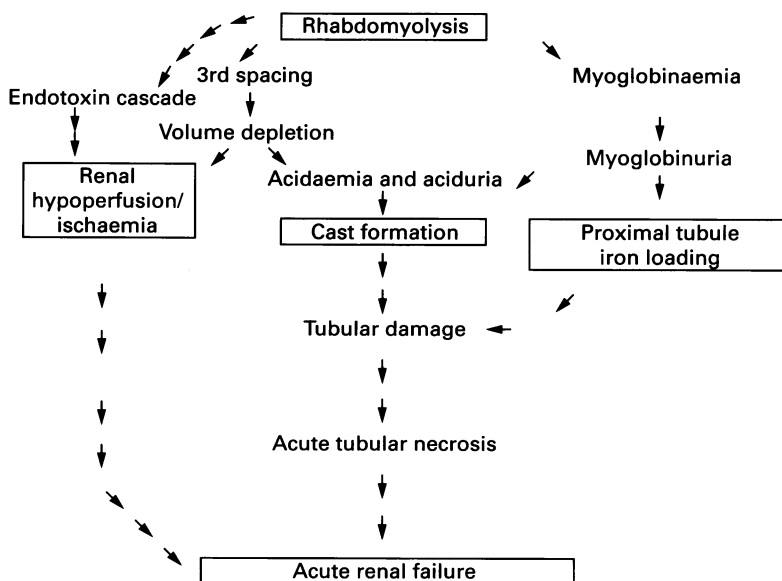 Rhabdomyolysis
3rd spacing
Myoglobinaemia
Endotoxin cascade
Volume depletion
Myoglobinuria
Renal
hypoperfusion/
ischaemia
Acidaemia and aciduria
Cast formation
Proximal tubule
iron loading
Tubular damage
Acute tubular necrosis
Acute renal failure